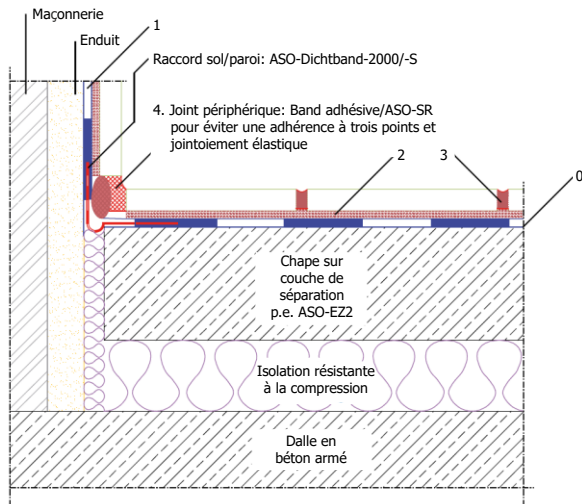 Maçonnerie
1
Enduit
Raccord sol/paroi: ASO-Dichtband-2000/-S
4. Joint périphérique: Band adhésive/ASO-SR
pour éviter une adhérence à trois points et
jointoiement élastique
2
3
0
Chape sur
couche de
séparation
p.e. ASO-EZ2
Isolation résistante
à la compression
Dalle en
béton armé